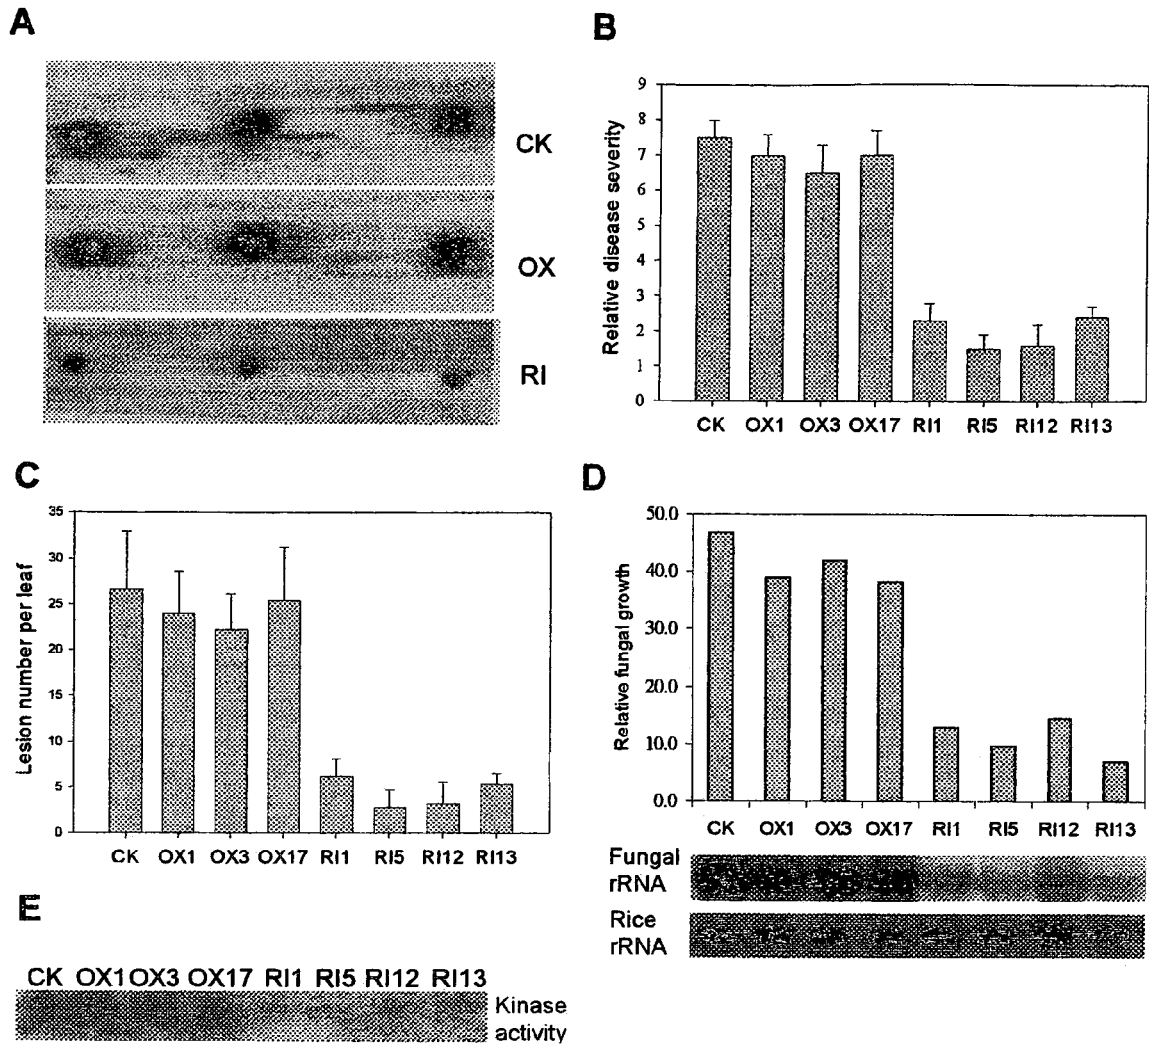 A
CK
OX
RI
B
Relative disease severity
9
8
7
6
5
4
3
2
1
0
CK OX1 OX3 OX17 RI1 RI5 RI12 RI13
C
Lesion number per leaf
35
30
25
20
15
10
5
0
CK OX1 OX3 OX17 RI1 RI5 RI12 RI13
D
Relative fungal growth
50.0
40.0
30.0
20.0
10.0
0.0
CK OX1 OX3 OX17 RI1 RI5 RI12 RI13
Fungal
rRNA
Rice
rRNA
E
CK OX1 OX3 OX17 RI1 RI5 RI12 RI13
Kinase
activity